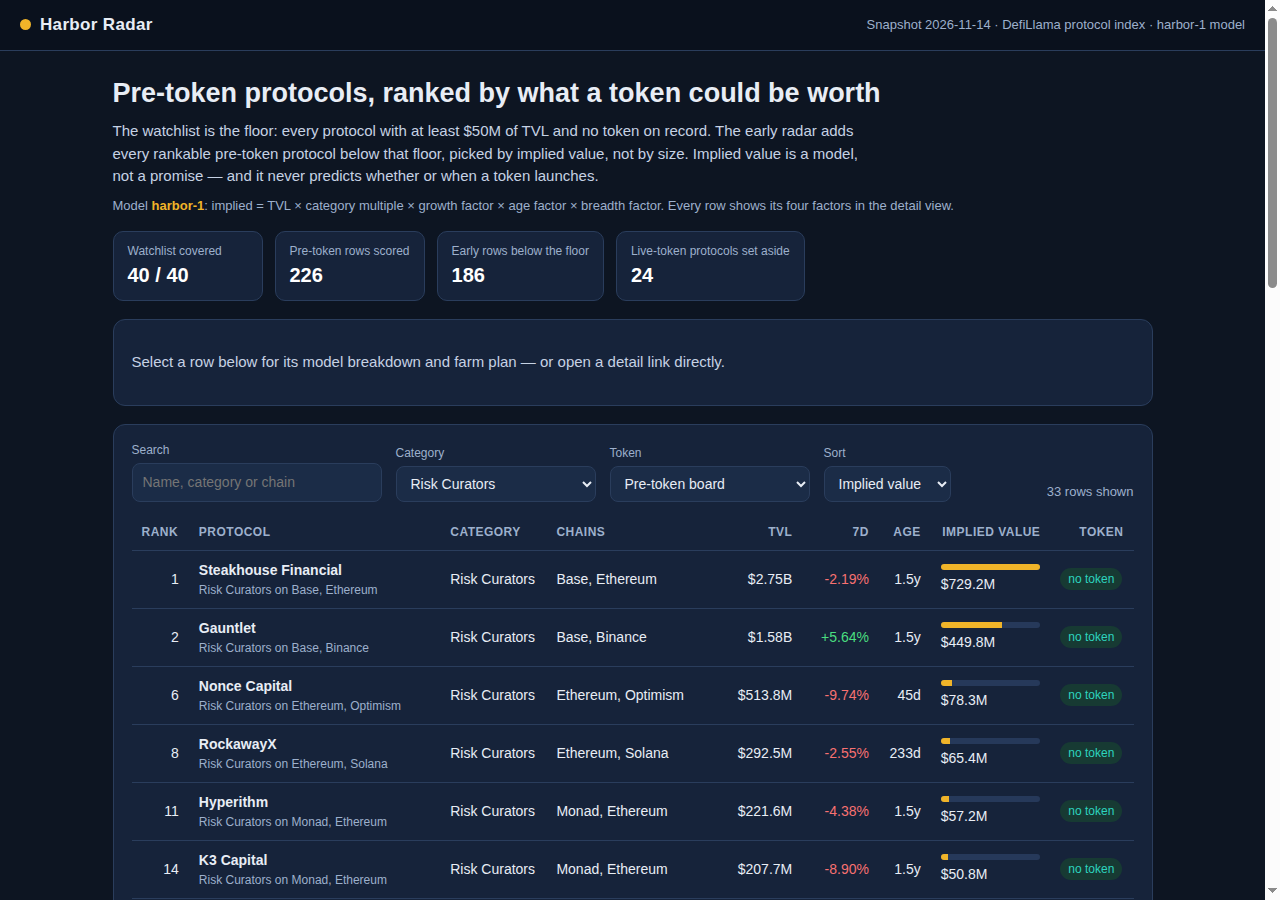 Harbor Radar
Snapshot 2026-11-14 · DefiLlama protocol index · harbor-1 model
Pre-token protocols, ranked by what a token could be worth
The watchlist is the floor: every protocol with at least $50M of TVL and no token on record. The early radar adds
every rankable pre-token protocol below that floor, picked by implied value, not by size. Implied value is a model,
not a promise — and it never predicts whether or when a token launches.
Model harbor-1: implied = TVL × category multiple × growth factor × age factor × breadth factor. Every row shows its four factors in the detail view.
Watchlist covered
40 / 40
Pre-token rows scored
226
Early rows below the floor
186
Live-token protocols set aside
24
Select a row below for its model breakdown and farm plan — or open a detail link directly.
Search
Name, category or chain
Category
Risk Curators
Token
Pre-token board
Sort
Implied value
33 rows shown
RANK PROTOCOL CATEGORY CHAINS TVL 7D AGE IMPLIED VALUE TOKEN
1 Steakhouse Financial Risk Curators Base, Ethereum $2.75B -2.19% 1.5y $729.2M no token
Risk Curators on Base, Ethereum
2 Gauntlet Risk Curators Base, Binance $1.58B +5.64% 1.5y $449.8M no token
Risk Curators on Base, Binance
6 Nonce Capital Risk Curators Ethereum, Optimism $513.8M -9.74% 45d $78.3M no token
Risk Curators on Ethereum, Optimism
8 RockawayX Risk Curators Ethereum, Solana $292.5M -2.55% 233d $65.4M no token
Risk Curators on Ethereum, Solana
11 Hyperithm Risk Curators Monad, Ethereum $221.6M -4.38% 1.5y $57.2M no token
Risk Curators on Monad, Ethereum
14 K3 Capital Risk Curators Monad, Ethereum $207.7M -8.90% 1.5y $50.8M no token
Risk Curators on Monad, Ethereum